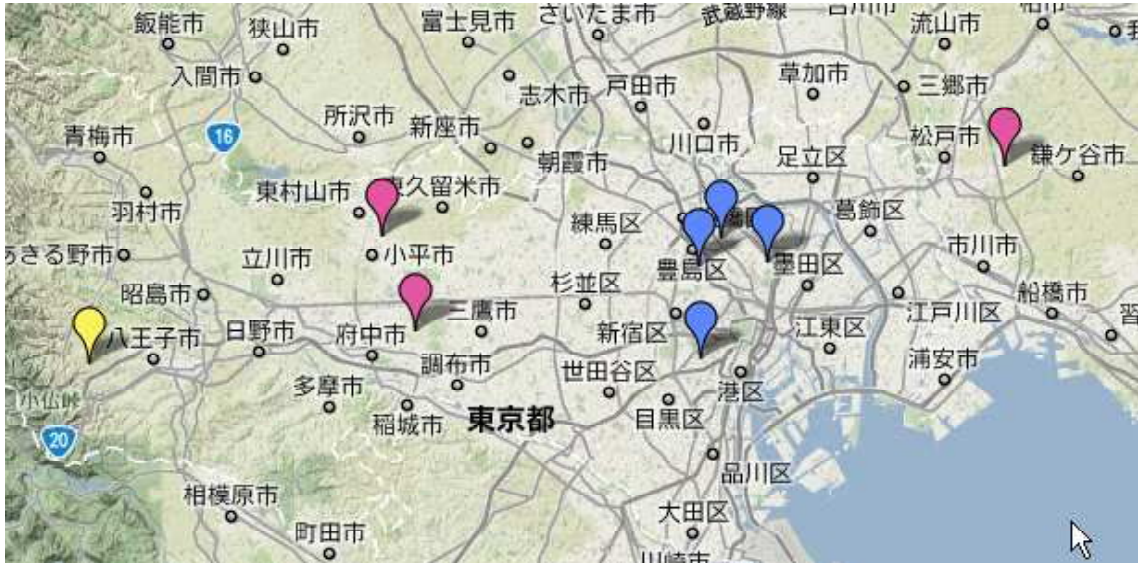 飯能市
狭山市
富士見市
さいたま市
武蔵野線
流山市
入間市
志木市
戸田市
草加市
三郷市
16
所沢市
新座市
川口市
松戸市
青梅市
朝霞市
足立区
鎌ケ谷市
羽村市
東村山市
東久留米市
練馬区
葛飾区
あきる野市
立川市
小平市
豊島区
墨田区
市川市
昭島市
杉並区
船橋市
八王子市
日野市
府中市
三鷹市
新宿区
江東区
江戸川区
習
調布市
世田谷区
浦安市
小仏峠
多摩市
稲城市
東京都
目黒区
港区
20
品川区
相模原市
町田市
大田区
川崎市